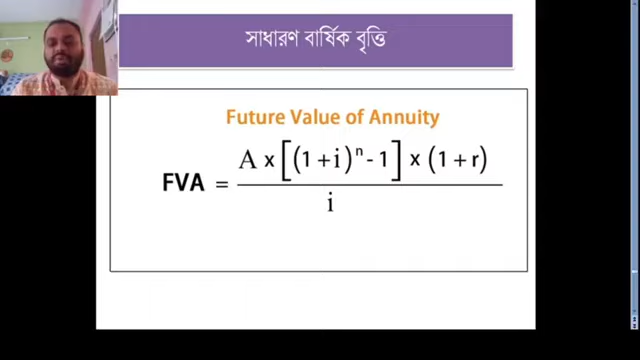 সাধারণ বার্ষিক বৃত্তি
Future Value of Annuity
FVA = A x [(1 + i)ⁿ - 1] x (1 + r) / i